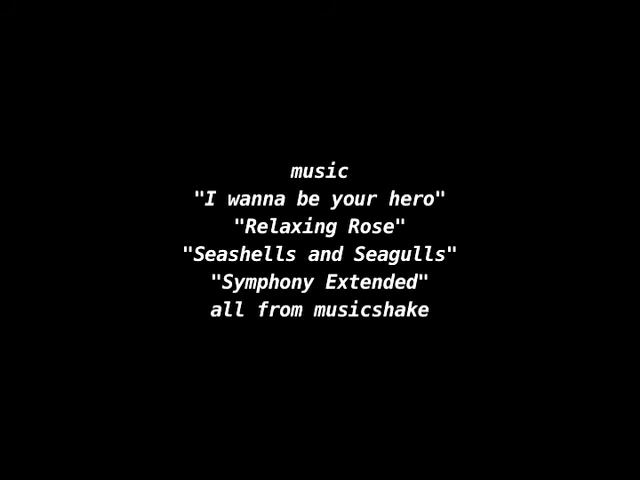 music
"I wanna be your hero"
"Relaxing Rose"
"Seashells and Seagulls"
"Symphony Extended"
all from musicshake